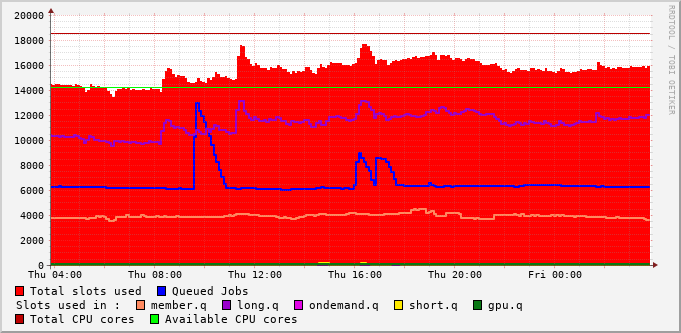 RRDTOOL / TOBI OETIKER
20000
18000
16000
14000
12000
10000
8000
6000
4000
2000
0
Thu 04:00 Thu 08:00 Thu 12:00 Thu 16:00 Thu 20:00 Fri 00:00
Total slots used Queued Jobs
Slots used in : member.q long.q ondemand.q short.q gpu.q
Total CPU cores Available CPU cores